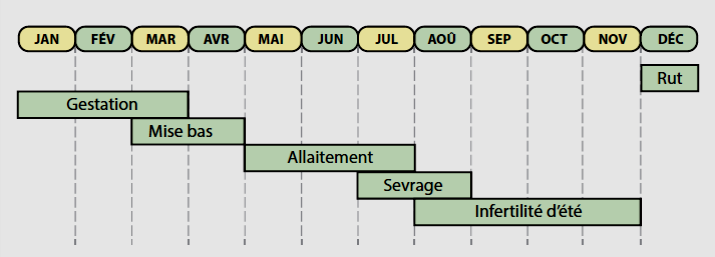 JAN FÉV MAR AVR MAI JUN JUL AOÛ SEP OCT NOV DÉC
Rut
Gestation
Mise bas
Allaitement
Sevrage
Infertilité d'été